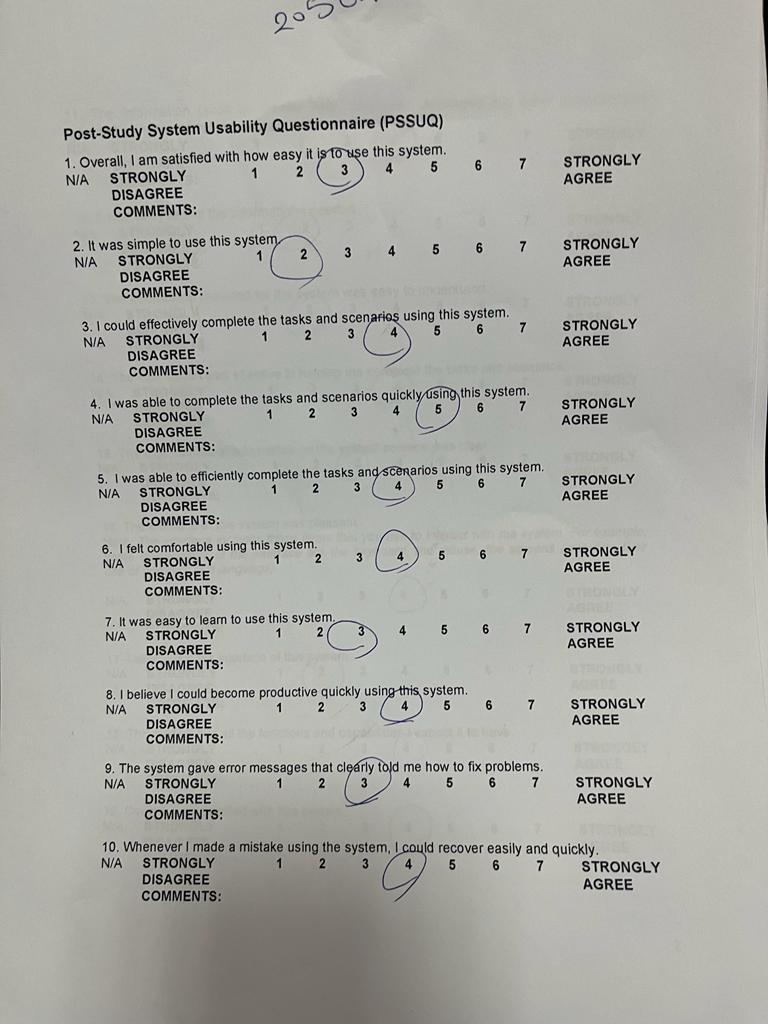 Post-Study System Usability Questionnaire (PSSUQ)
1. Overall, I am satisfied with how easy it is to use this system.
N/A STRONGLY 1 2 3 4 5 6 7 STRONGLY
DISAGREE AGREE
COMMENTS:
2. It was simple to use this system.
N/A STRONGLY 1 2 3 4 5 6 7 STRONGLY
DISAGREE AGREE
COMMENTS:
3. I could effectively complete the tasks and scenarios using this system.
N/A STRONGLY 1 2 3 4 5 6 7 STRONGLY
DISAGREE AGREE
COMMENTS:
4. I was able to complete the tasks and scenarios quickly using this system.
N/A STRONGLY 1 2 3 4 5 6 7 STRONGLY
DISAGREE AGREE
COMMENTS:
5. I was able to efficiently complete the tasks and scenarios using this system.
N/A STRONGLY 1 2 3 4 5 6 7 STRONGLY
DISAGREE AGREE
COMMENTS:
6. I felt comfortable using this system.
N/A STRONGLY 1 2 3 4 5 6 7 STRONGLY
DISAGREE AGREE
COMMENTS:
7. It was easy to learn to use this system.
N/A STRONGLY 1 2 3 4 5 6 7 STRONGLY
DISAGREE AGREE
COMMENTS:
8. I believe I could become productive quickly using this system.
N/A STRONGLY 1 2 3 4 5 6 7 STRONGLY
DISAGREE AGREE
COMMENTS:
9. The system gave error messages that clearly told me how to fix problems.
N/A STRONGLY 1 2 3 4 5 6 7 STRONGLY
DISAGREE AGREE
COMMENTS:
10. Whenever I made a mistake using the system, I could recover easily and quickly.
N/A STRONGLY 1 2 3 4 5 6 7 STRONGLY
DISAGREE AGREE
COMMENTS: